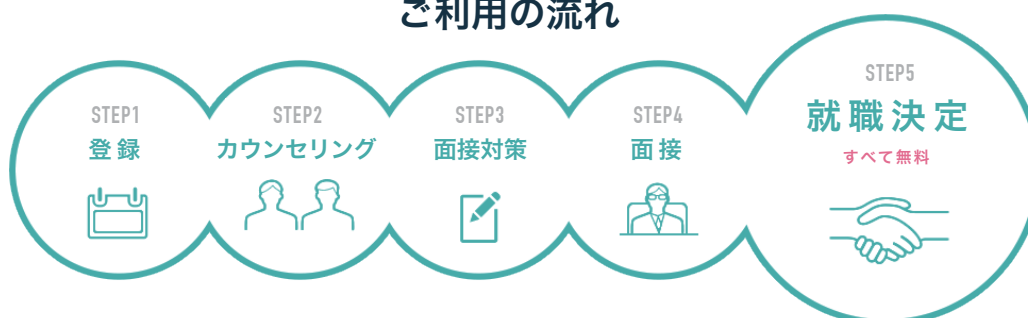 ご利用の流れ
STEP1
登録
STEP2
カウンセリング
STEP3
面接対策
STEP4
面接
STEP5
就職決定
すべて無料